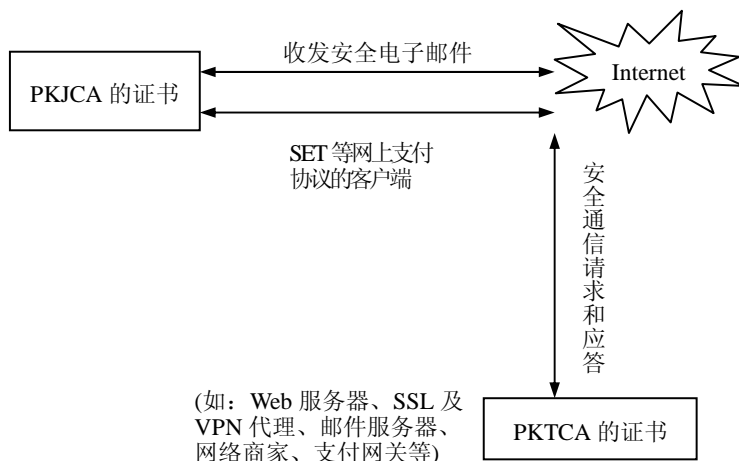 收发安全电子邮件
Internet
PKJCA 的证书
SET 等网上支付
协议的客户端
安全通信请求和应答
(如：Web 服务器、SSL 及
VPN 代理、邮件服务器、
网络商家、支付网关等)
PKTCA 的证书